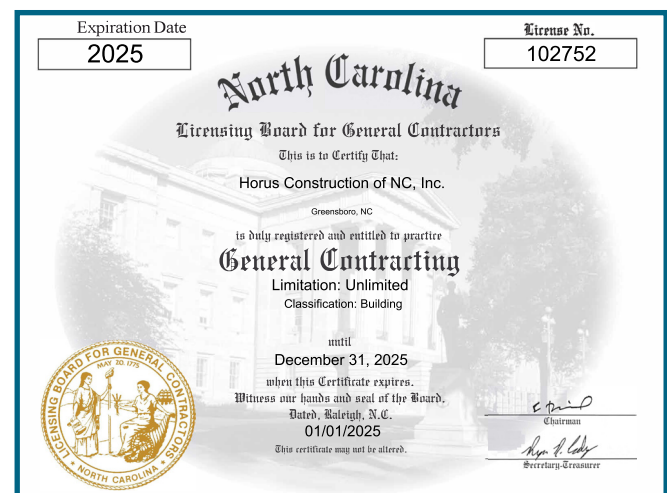 Expiration Date
2025
License No.
102752
North Carolina
Licensing Board for General Contractors
This is to Certify That:
Horus Construction of NC, Inc.
Greensboro, NC
is duly registered and entitled to practice
General Contracting
Limitation: Unlimited
Classification: Building
until
December 31, 2025
when this Certificate expires.
Witness our hands and seal of the Board.
Dated, Raleigh, N.C.
01/01/2025
This certificate may not be altered.
LICENSING BOARD FOR GENERAL CONTRACTORS
MAY 20, 1775
NORTH CAROLINA
Chairman
Secretary-Treasurer